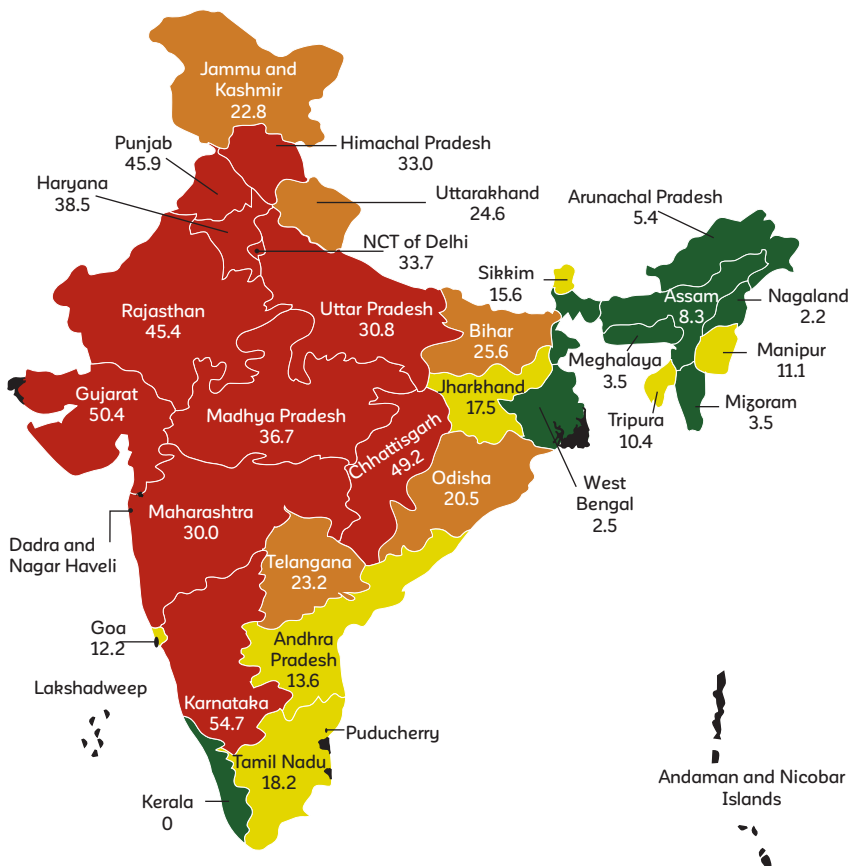 Jammu and
Kashmir
22.8
Punjab
45.9
Himachal Pradesh
33.0
Haryana
38.5
Uttarakhand
24.6
Arunachal Pradesh
5.4
NCT of Delhi
33.7
Sikkim
15.6
Rajasthan
45.4
Uttar Pradesh
30.8
Bihar
25.6
Assam
8.3
Nagaland
2.2
Meghalaya
3.5
Manipur
11.1
Gujarat
50.4
Madhya Pradesh
36.7
Jharkhand
17.5
Chhattisgarh
49.2
Tripura
10.4
Mizoram
3.5
Odisha
20.5
West
Bengal
2.5
Maharashtra
30.0
Dadra and
Nagar Haveli
Telangana
23.2
Goa
12.2
Andhra
Pradesh
13.6
Lakshadweep
Karnataka
54.7
Puducherry
Tamil Nadu
18.2
Kerala
0
Andaman and Nicobar
Islands